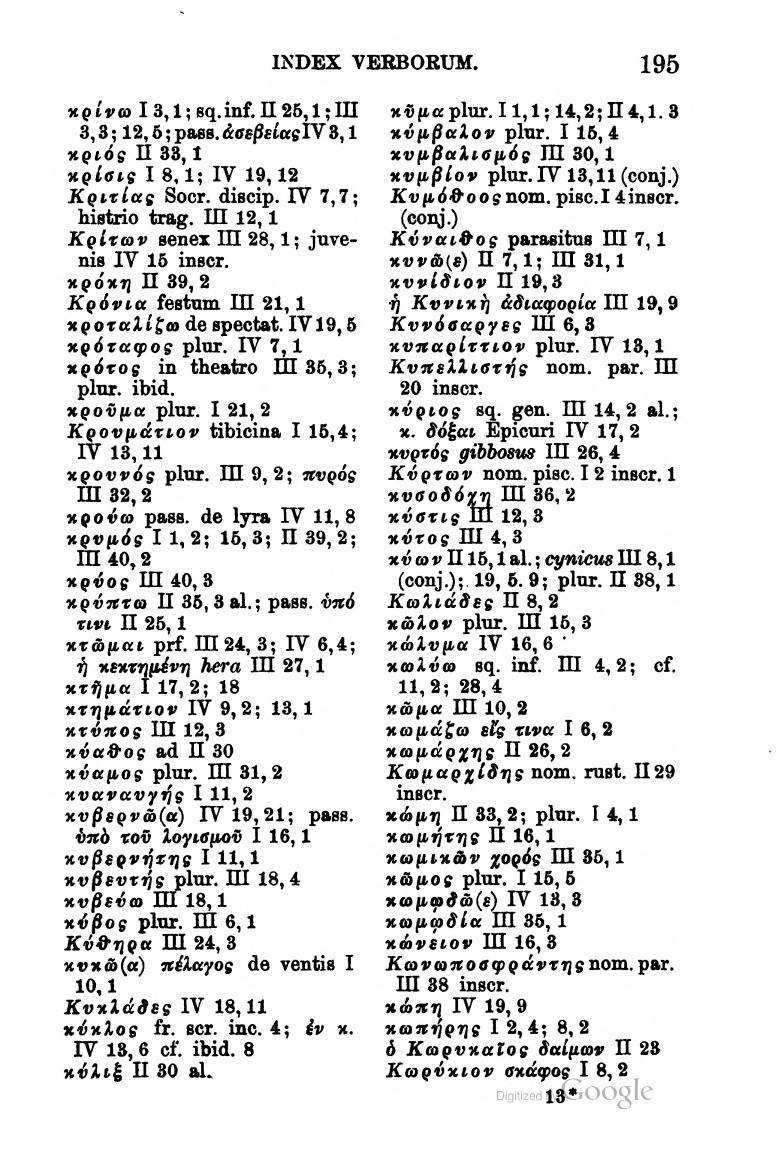 INDEX VERBORUM. 195
κρίνω I 3, 1; sq. inf. II 25, 1; III
3, 3; 12, 5; pass. ἀσεβείας IV 3, 1
κριός II 33, 1
κρίσις I 8, 1; IV 19, 12
Κριτίας Socr. discip. IV 7, 7;
histrio trag. III 12, 1
Κρίτων senex III 28, 1; juve-
nis IV 15 inscr.
κρόκη II 39, 2
Κρόνια festum III 21, 1
κροταλίζω de spectat. IV 19, 5
κρόταφος plur. IV 7, 1
κρότος in theatro III 35, 3;
plur. ibid.
κροῦμα plur. I 21, 2
Κρουμάτιον tibicina I 15, 4;
IV 13, 11
κρουνός plur. III 9, 2; πυρός
III 32, 2
κρούω pass. de lyra IV 11, 8
κρυμός I 1, 2; 15, 3; II 39, 2;
III 40, 2
κρύος III 40, 3
κρύπτω II 35, 3 al.; pass. ὑπό
τινι II 25, 1
κτῶμαι prf. III 24, 3; IV 6, 4;
ἡ κεκτημένη hera III 27, 1
κτῆμα I 17, 2; 18
κτημάτιον IV 9, 2; 13, 1
κτύπος III 12, 3
κύαθος ad II 30
κύαμος plur. III 31, 2
κυαναυγής I 11, 2
κυβερνῶ(α) IV 19, 21; pass.
ὑπὸ τοῦ λογισμοῦ I 16, 1
κυβερνήτης I 11, 1
κυβευτής plur. III 18, 4
κυβεύω III 18, 1
κύβος plur. III 6, 1
Κύθηρα III 24, 3
κυκῶ(α) πέλαγος de ventis I
10, 1
Κυκλάδες IV 18, 11
κύκλος fr. scr. inc. 4; ἐν κ.
IV 13, 6 cf. ibid. 8
κύλιξ II 30 al.
κῦμα plur. I 1, 1; 14, 2; II 4, 1. 3
κύμβαλον plur. I 15, 4
κυμβαλισμός III 30, 1
κυμβίον plur. IV 13, 11 (conj.)
Κυμόθοος nom. pisc. I 4 inscr.
(conj.)
Κύναιθος parasitus III 7, 1
κυνῶ(ε) II 7, 1; III 31, 1
κυνίδιον II 19, 3
ἡ Κυνικὴ ἀδιαφορία III 19, 9
Κυνόσαργες III 6, 3
κυπαρίττιον plur. IV 13, 1
Κυπελλιστής nom. par. III
20 inscr.
κύριος sq. gen. III 14, 2 al.;
κ. δόξαι Epicuri IV 17, 2
κυρτός gibbosus III 26, 4
Κύρτων nom. pisc. I 2 inscr. 1
κυσοδόχη III 36, 2
κύστις III 12, 3
κύτος III 4, 3
κύων II 15, 1 al.; cynicus III 8, 1
(conj.); 19, 5. 9; plur. II 38, 1
Κωλιάδες II 8, 2
κῶλον plur. III 15, 3
κώλυμα IV 16, 6
κωλύω sq. inf. III 4, 2; cf.
11, 2; 28, 4
κῶμα III 10, 2
κωμάζω εἴς τινα I 6, 2
κωμάρχης II 26, 2
Κωμαρχίδης nom. rust. II 29
inscr.
κώμη II 33, 2; plur. I 4, 1
κωμήτης II 16, 1
κωμικῶν χορός III 35, 1
κῶμος plur. I 15, 5
κωμῳδῶ(ε) IV 13, 3
κωμῳδία III 35, 1
κώνειον III 16, 3
Κωνωποσφράντης nom. par.
III 38 inscr.
κώπη IV 19, 9
κωπήρης I 2, 4; 8, 2
ὁ Κωρυκαῖος δαίμων II 23
Κωρύκιον σκάφος I 8, 2
13*
Digitized by Google